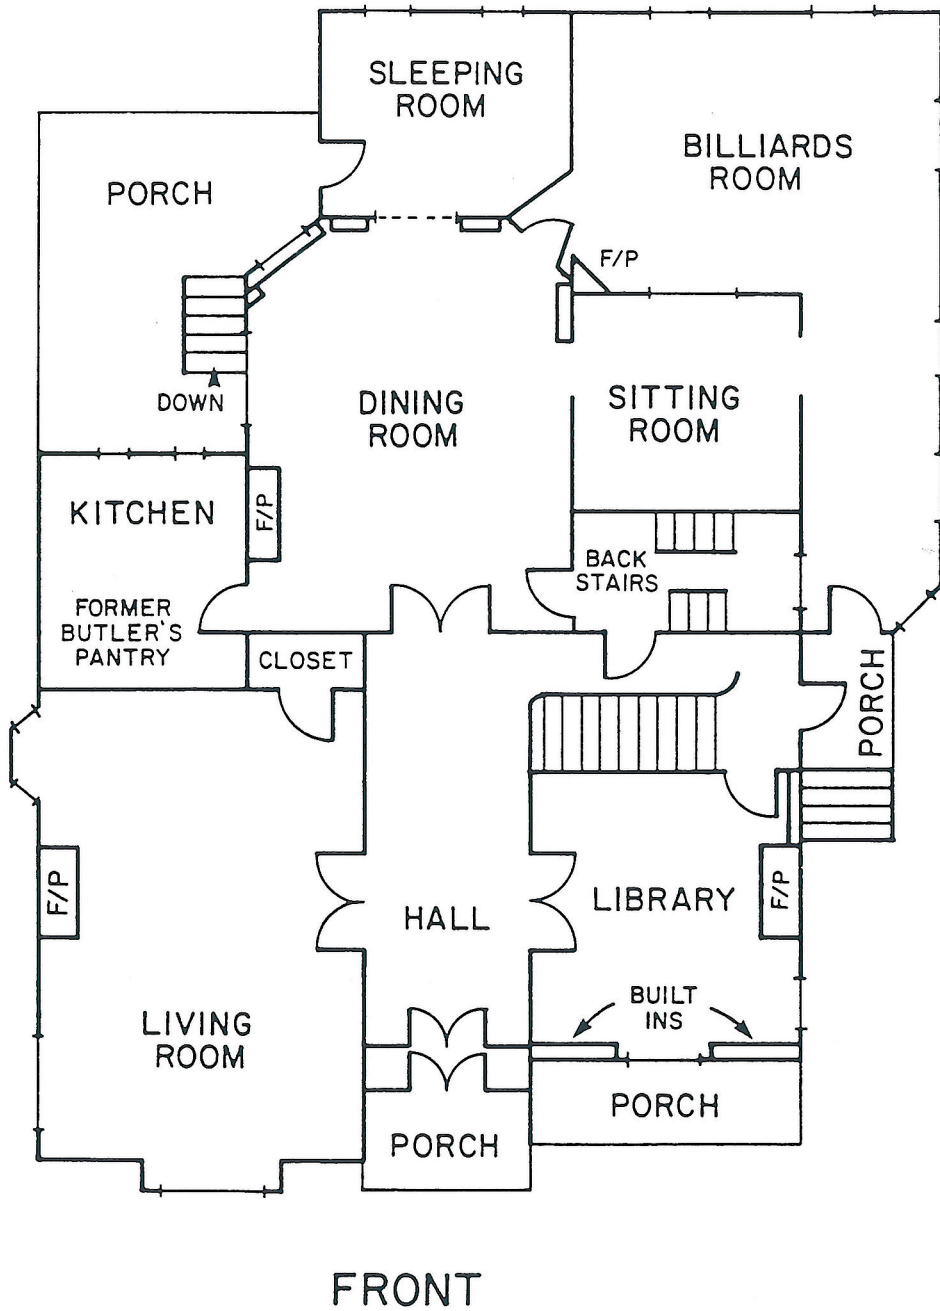 SLEEPING
ROOM
BILLIARDS
ROOM
PORCH
F/P
DOWN
DINING
ROOM
SITTING
ROOM
KITCHEN
F/P
BACK
STAIRS
FORMER
BUTLER'S
PANTRY
CLOSET
PORCH
F/P
HALL
LIBRARY
F/P
BUILT
INS
LIVING
ROOM
PORCH
PORCH
FRONT